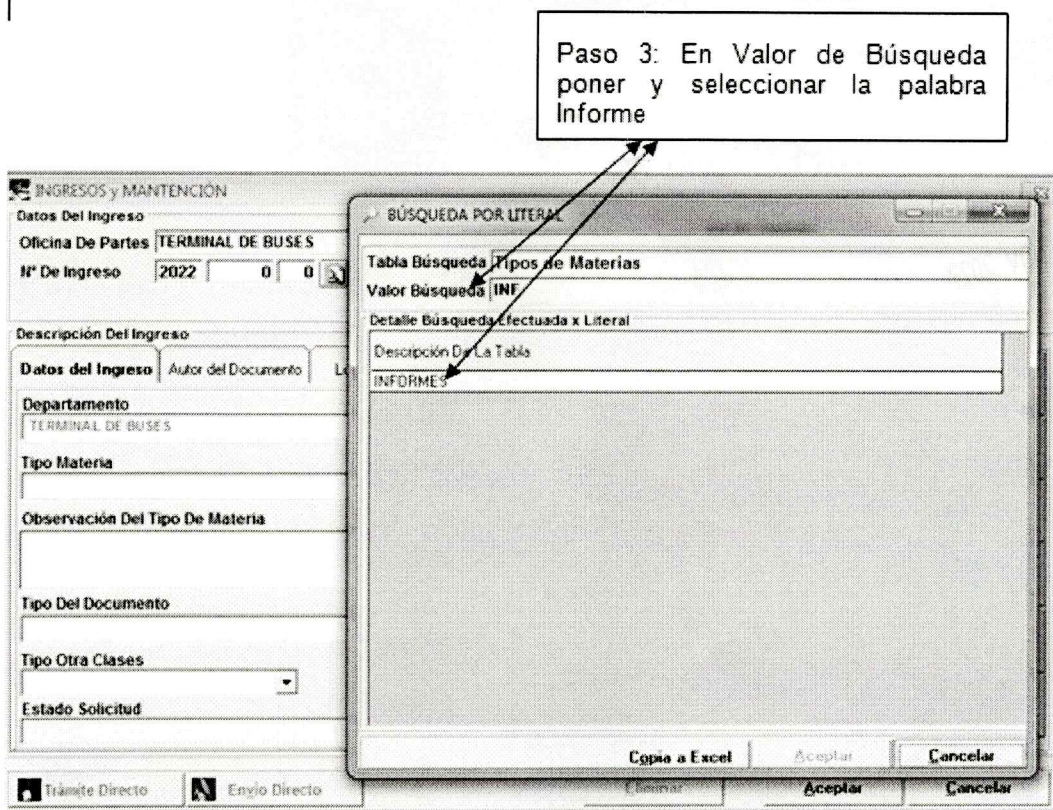 Paso 3: En Valor de Búsqueda
poner y seleccionar la palabra
Informe
INGRESOS y MANTENCIÓN
Datos Del Ingreso
Oficina De Partes TERMINAL DE BUSES
N° De Ingreso 2022 0 0
Descripción Del Ingreso
Datos del Ingreso Autor del Documento
Departamento
TERMINAL DE BUSES
Tipo Materia
Observación Del Tipo De Materia
Tipo Del Documento
Tipo Otra Clases
Estado Solicitud
Trámite Directo Envio Directo Eliminar Aceptar Cancelar
BÚSQUEDA POR LITERAL
Tabla Búsqueda Tipos de Materias
Valor Búsqueda INF
Detalle Búsqueda Efectuada x Literal
Descripción De La Tabla
INFORMES
Copia a Excel Aceptar Cancelar